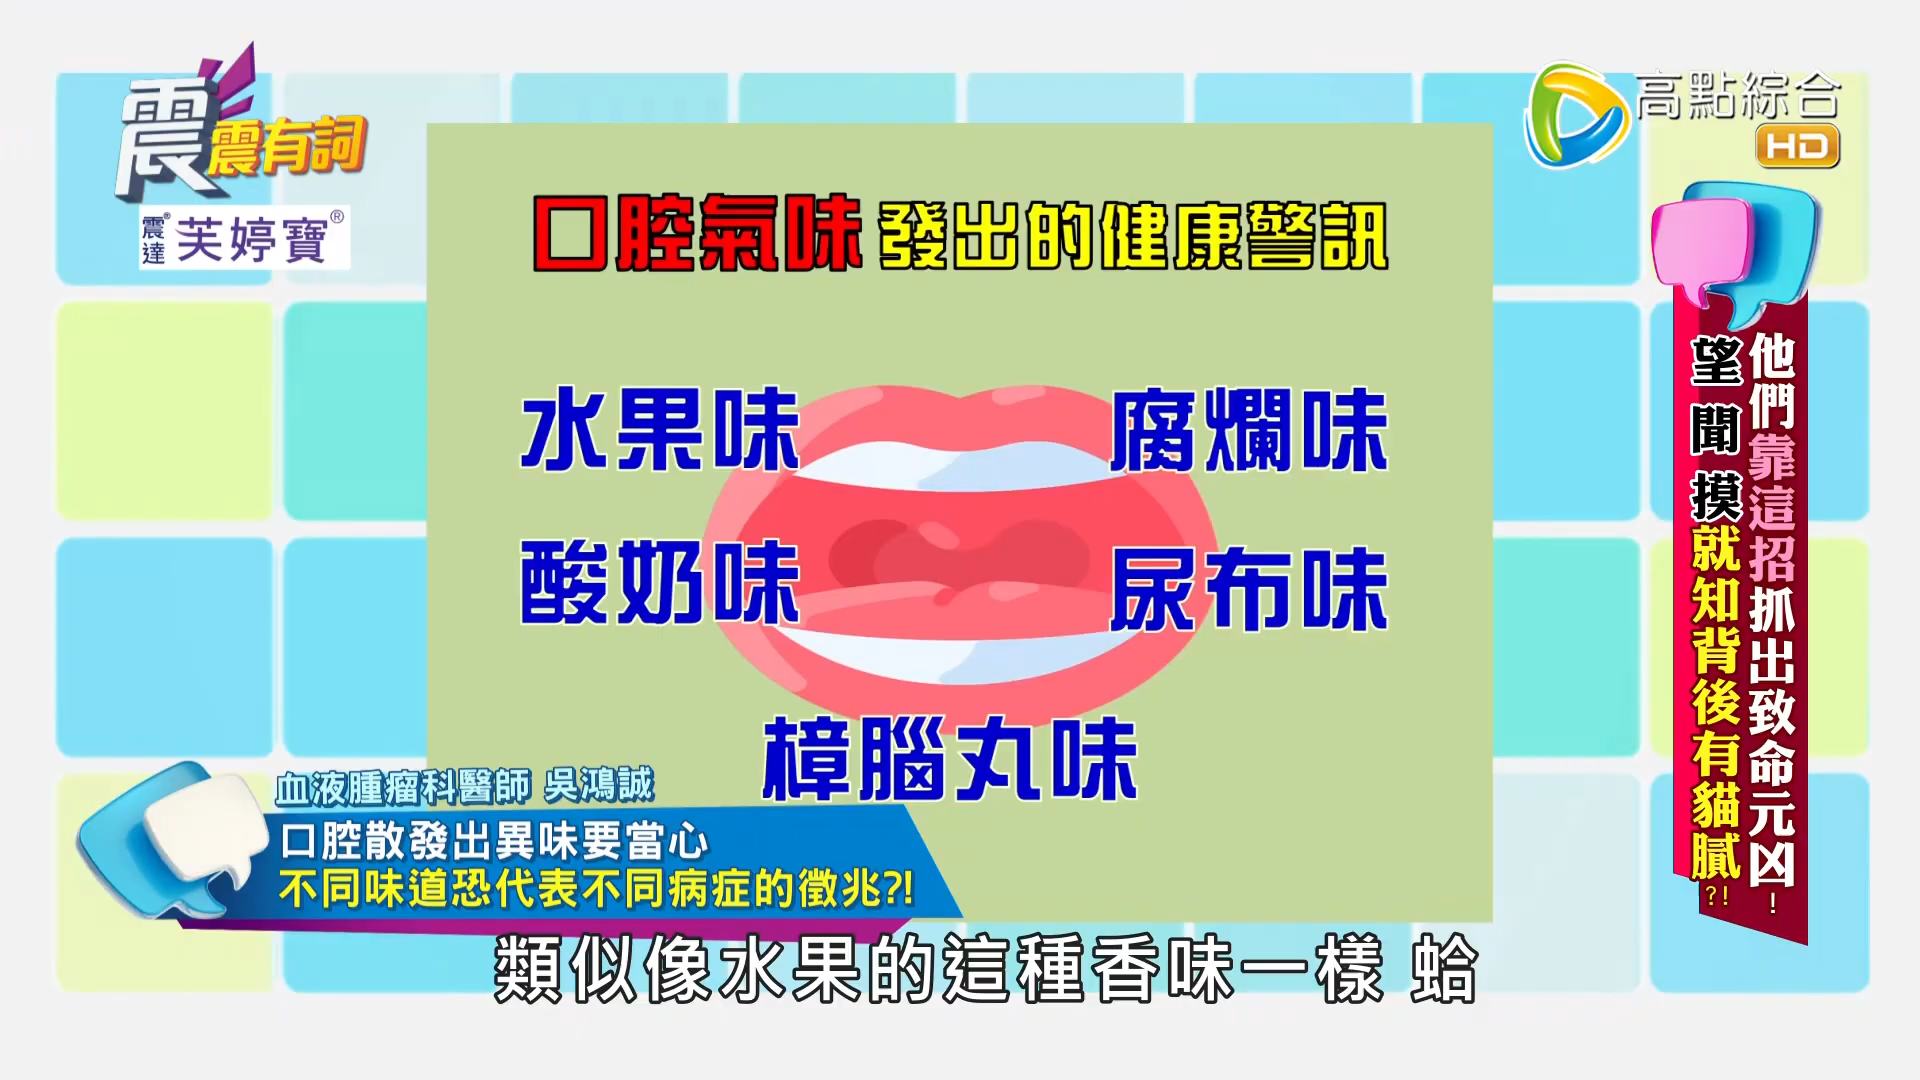 震震有詞
震達® 芙婷寶®
高點綜合
HD
口腔氣味 發出的健康警訊
水果味
腐爛味
酸奶味
尿布味
樟腦丸味
他們靠這招抓出致命元凶！
望 聞 摸就知背後有貓膩?!
血液腫瘤科醫師 吳鴻誠
口腔散發出異味要當心
不同味道恐代表不同病症的徵兆?!
類似像水果的這種香味一樣 蛤